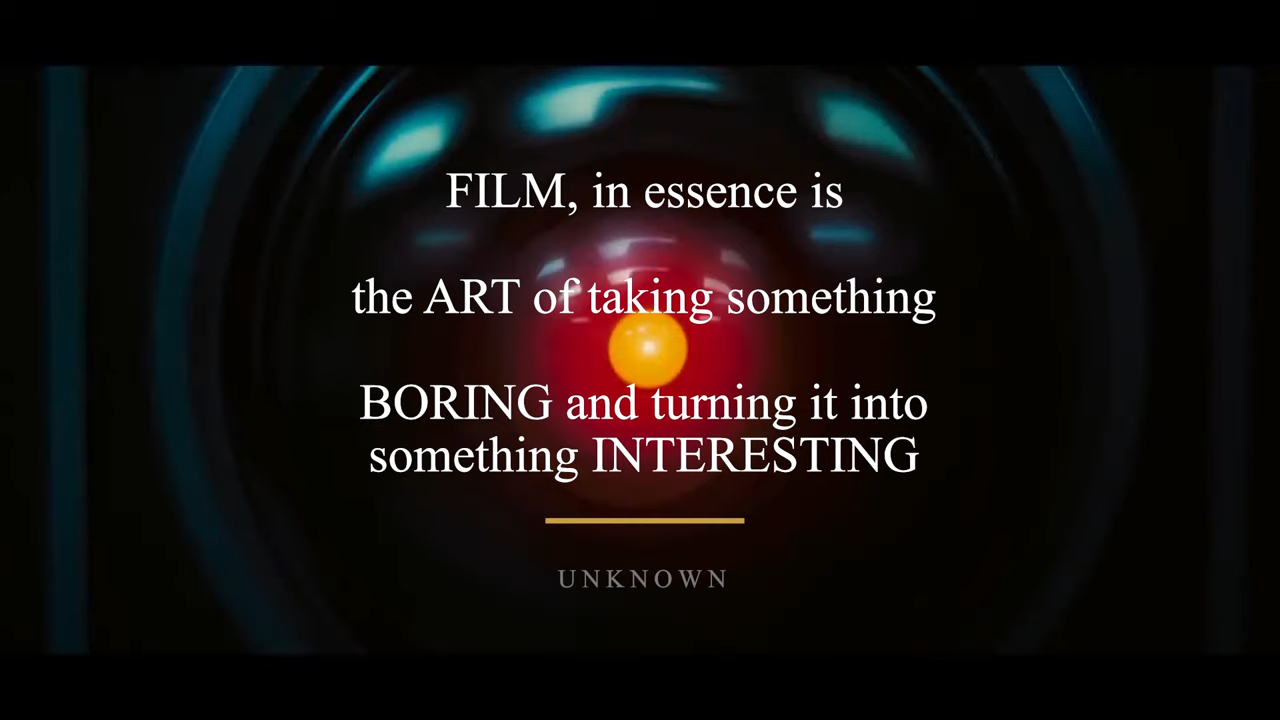 FILM, in essence is
the ART of taking something
BORING and turning it into
something INTERESTING
UNKNOWN